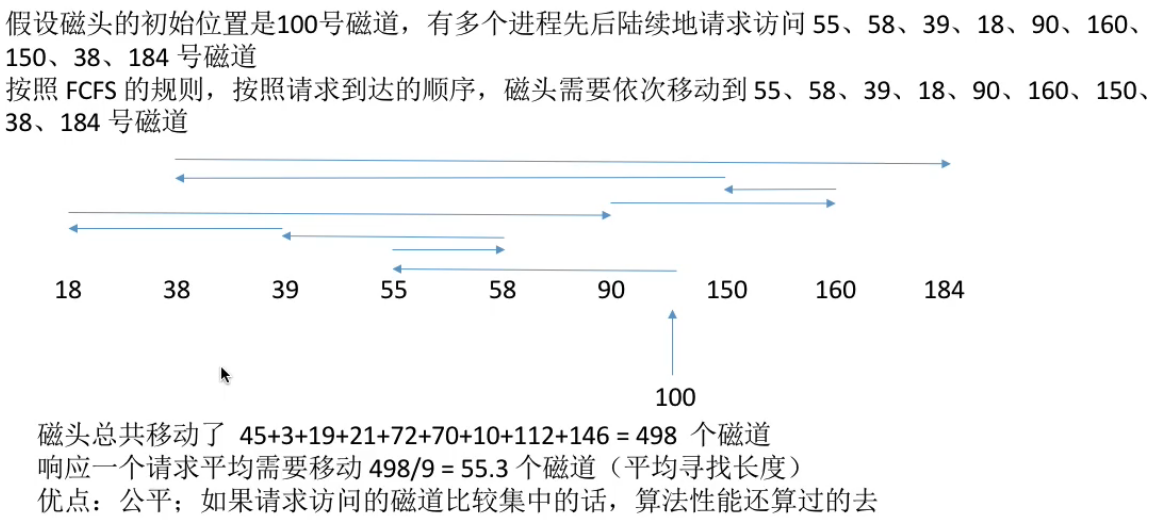 假设磁头的初始位置是100号磁道，有多个进程先后陆续地请求访问 55、58、39、18、90、160、
150、38、184 号磁道
按照 FCFS 的规则，按照请求到达的顺序，磁头需要依次移动到 55、58、39、18、90、160、150、
38、184 号磁道
18 38 39 55 58 90 150 160 184
100
磁头总共移动了 45+3+19+21+72+70+10+112+146 = 498 个磁道
响应一个请求平均需要移动 498/9 = 55.3 个磁道（平均寻找长度）
优点：公平；如果请求访问的磁道比较集中的话，算法性能还算过的去